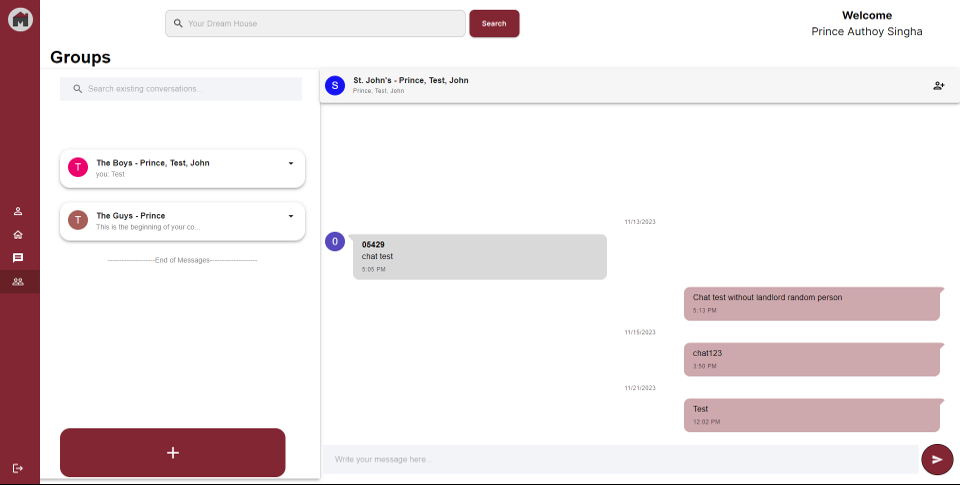 Your Dream House
Search
Welcome
Prince Authoy Singha
Groups
Search existing conversations...
T
The Boys - Prince, Test, John
you: Test
T
The Guys - Prince
This is the beginning of your co...
End of Messages
+
S
St. John's - Prince, Test, John
Prince, Test, John
11/13/2023
0
05429
chat test
5:05 PM
Chat test without landlord random person
5:13 PM
11/15/2023
chat123
3:50 PM
11/21/2023
Test
12:02 PM
Write your message here...